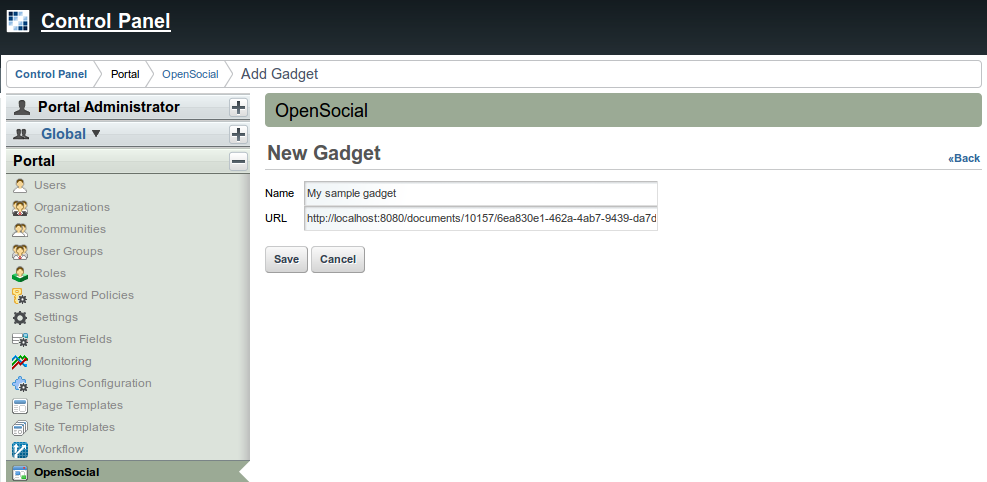 Control Panel
Control Panel Portal OpenSocial Add Gadget
Portal Administrator
Global
Portal
Users
Organizations
Communities
User Groups
Roles
Password Policies
Settings
Custom Fields
Monitoring
Plugins Configuration
Page Templates
Site Templates
Workflow
OpenSocial
OpenSocial
New Gadget
«Back
Name My sample gadget
URL http://localhost:8080/documents/10157/6ea830e1-462a-4ab7-9439-da7d
Save Cancel